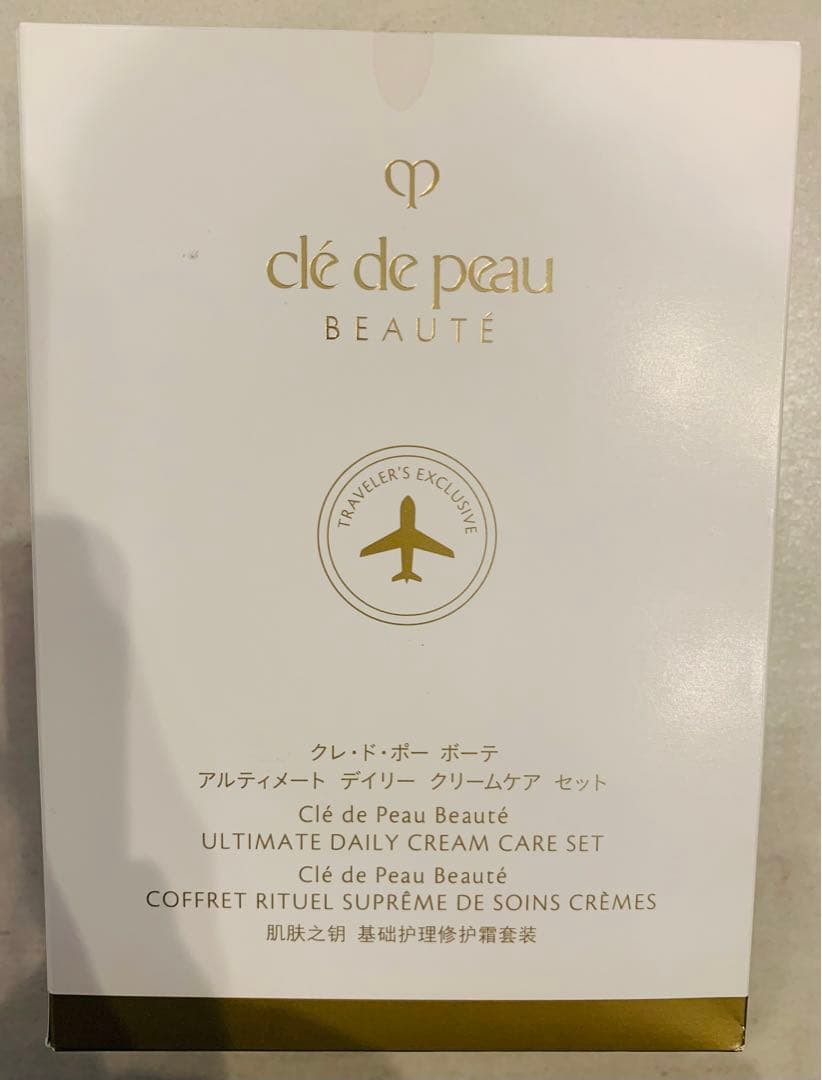 clé de peau
BEAUTÉ
TRAVELER'S EXCLUSIVE
クレ・ド・ポー ボーテ
アルティメート デイリー クリームケア セット
Clé de Peau Beauté
ULTIMATE DAILY CREAM CARE SET
Clé de Peau Beauté
COFFRET RITUEL SUPRÊME DE SOINS CRÈMES
肌肤之钥 基础护理修护霜套装